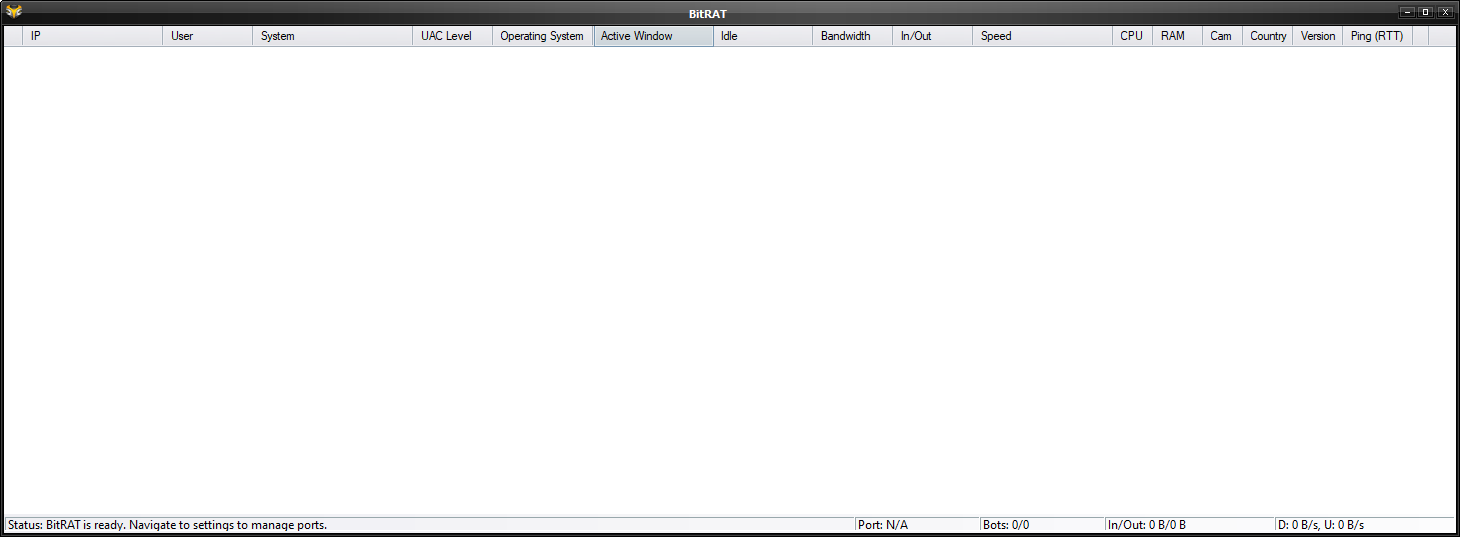 BitRAT
IP User System UAC Level Operating System Active Window Idle Bandwidth In/Out Speed CPU RAM Cam Country Version Ping (RTT)
Status: BitRAT is ready. Navigate to settings to manage ports. Port: N/A Bots: 0/0 In/Out: 0 B/0 B D: 0 B/s, U: 0 B/s